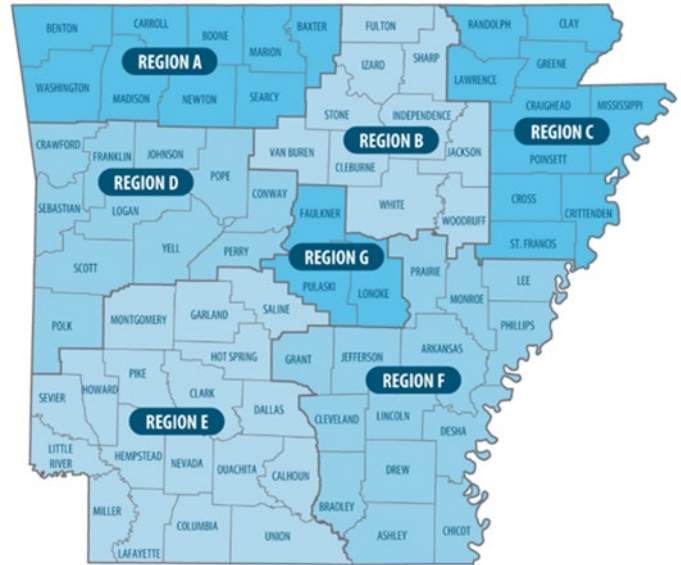 BENTON
CARROLL
BOONE
MARION
BAXTER
REGION A
WASHINGTON
MADISON
NEWTON
SEARCY
FULTON
IZARD
SHARP
STONE
INDEPENDENCE
REGION B
VAN BUREN
CLEBURNE
JACKSON
WHITE
WOODRUFF
RANDOLPH
CLAY
LAWRENCE
GREENE
CRAIGHEAD
MISSISSIPPI
REGION C
POINSETT
CROSS
CRITTENDEN
ST. FRANCIS
CRAWFORD
FRANKLIN
JOHNSON
POPE
REGION D
CONWAY
SEBASTIAN
LOGAN
YELL
PERRY
SCOTT
POLK
FAULKNER
REGION G
PULASKI
LONOKE
MONTGOMERY
GARLAND
SALINE
HOT SPRING
PIKE
CLARK
SEVIER
HOWARD
DALLAS
REGION E
LITTLE
RIVER
HEMPSTEAD
NEVADA
OUACHITA
CALHOUN
MILLER
LAFAYETTE
COLUMBIA
UNION
PRAIRIE
MONROE
LEE
PHILLIPS
GRANT
JEFFERSON
ARKANSAS
REGION F
CLEVELAND
LINCOLN
DESHA
DREW
BRADLEY
ASHLEY
CHICOT